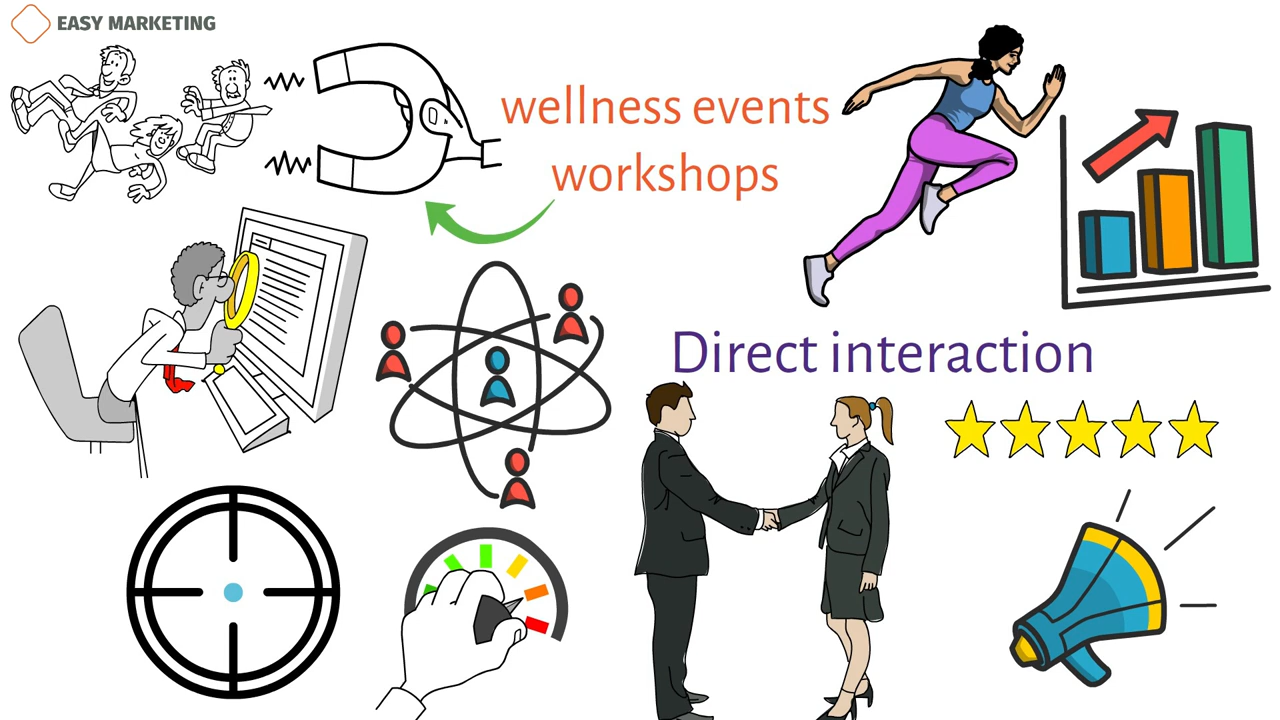 EASY MARKETING
wellness events
workshops
Direct interaction